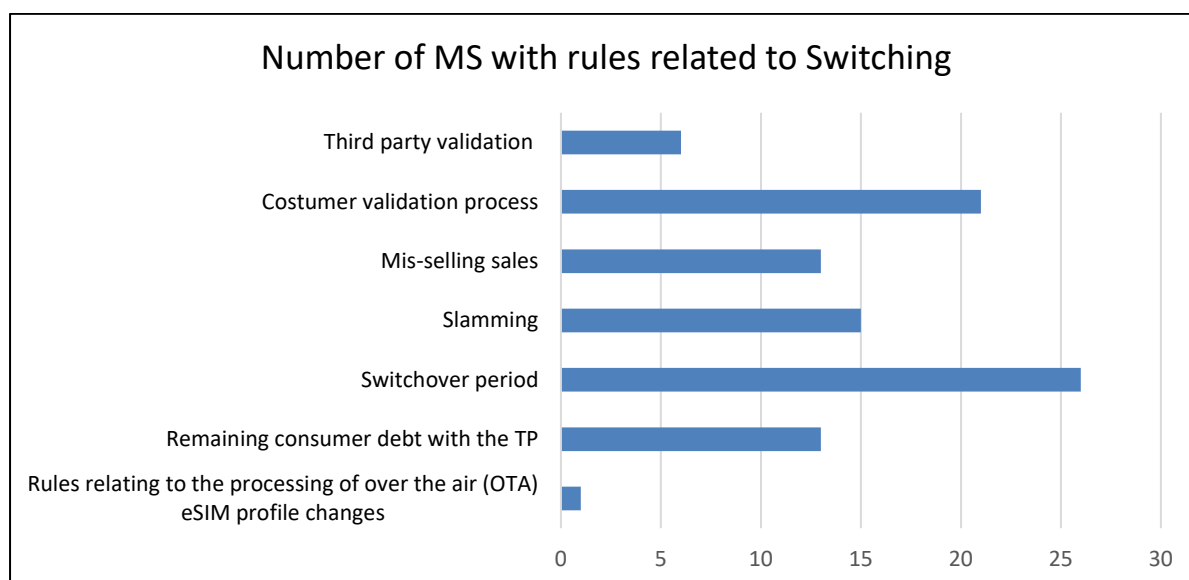 Number of MS with rules related to Switching
Third party validation
Costumer validation process
Mis-selling sales
Slamming
Switchover period
Remaining consumer debt with the TP
Rules relating to the processing of over the air (OTA)
eSIM profile changes
0 5 10 15 20 25 30